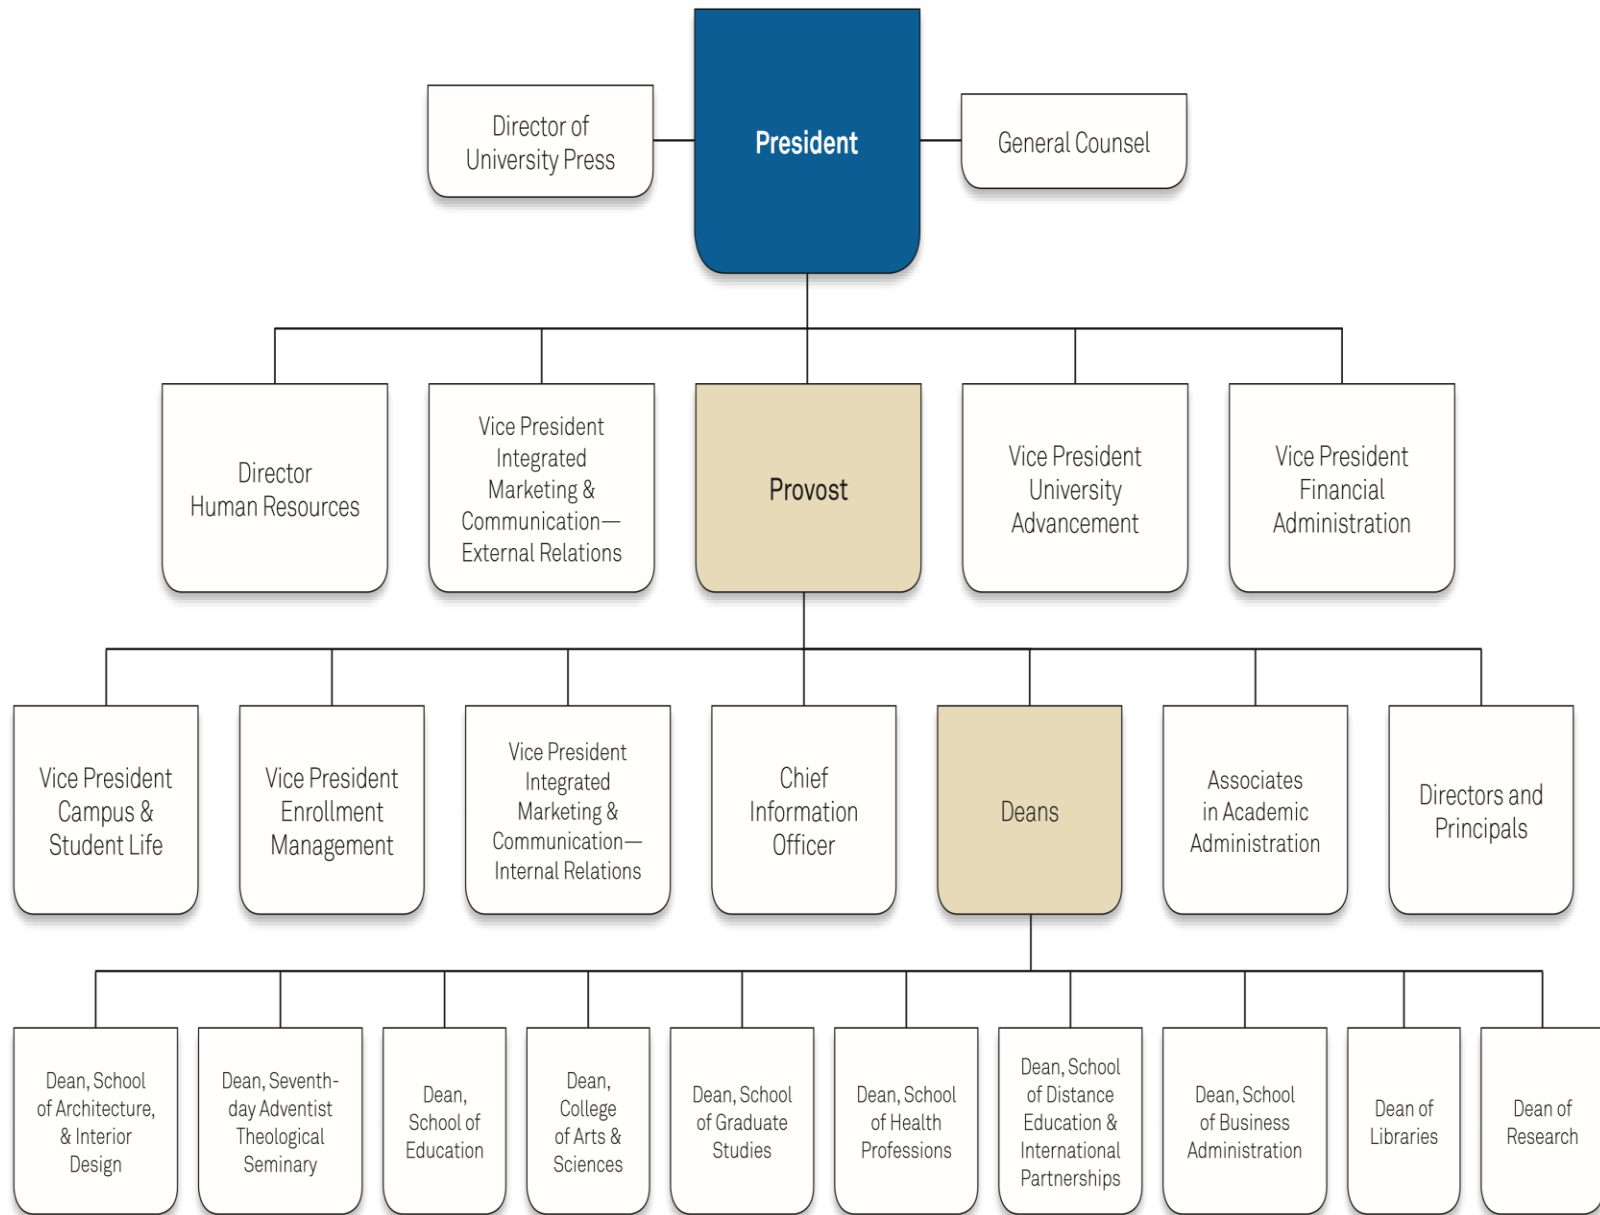 Director of
University Press
President
General Counsel
Director
Human Resources
Vice President
Integrated
Marketing &
Communication—
External Relations
Provost
Vice President
University
Advancement
Vice President
Financial
Administration
Vice President
Campus &
Student Life
Vice President
Enrollment
Management
Vice President
Integrated
Marketing &
Communication—
Internal Relations
Chief
Information
Officer
Deans
Associates
in Academic
Administration
Directors and
Principals
Dean, School
of Architecture,
& Interior
Design
Dean, Seventh-
day Adventist
Theological
Seminary
Dean,
School of
Education
Dean,
College
of Arts &
Sciences
Dean, School
of Graduate
Studies
Dean, School
of Health
Professions
Dean, School
of Distance
Education &
International
Partnerships
Dean, School
of Business
Administration
Dean of
Libraries
Dean of
Research